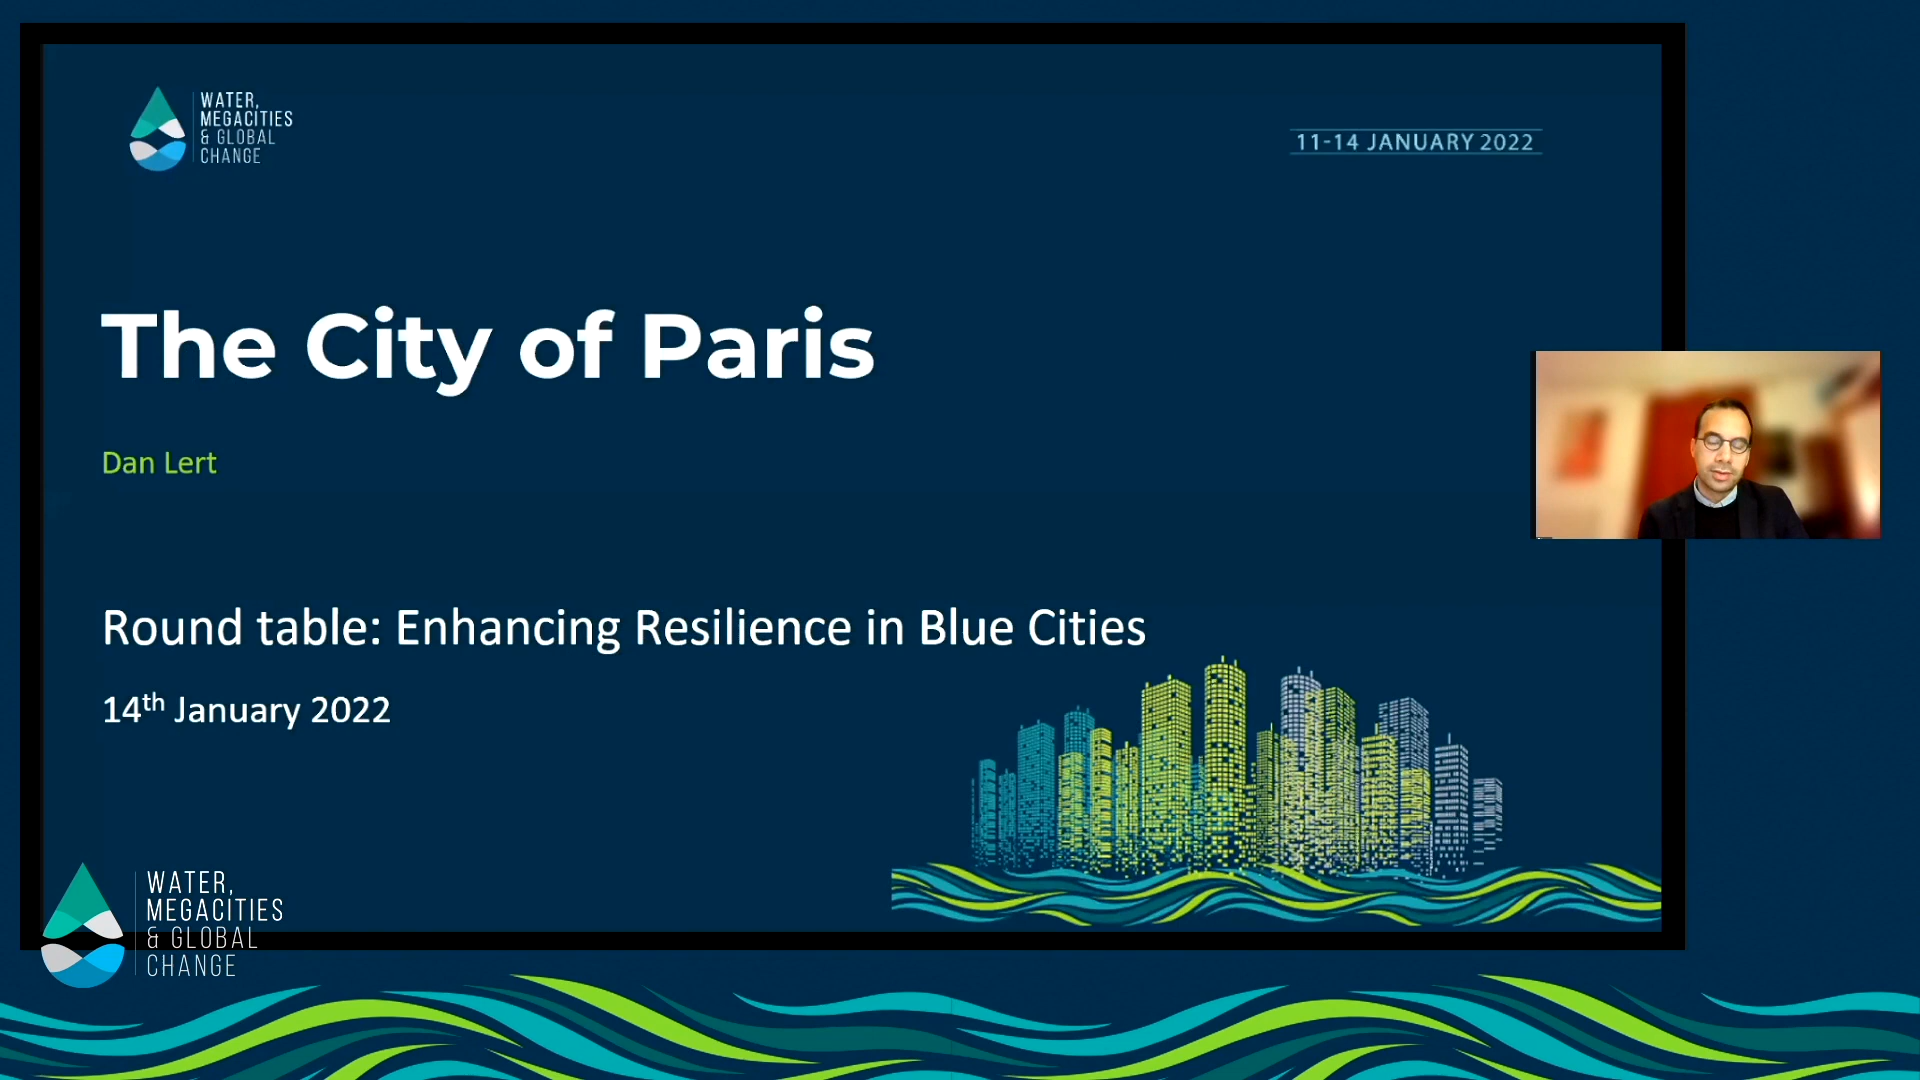 WATER,
MEGACITIES
& GLOBAL
CHANGE
11-14 JANUARY 2022
The City of Paris
Dan Lert
Round table: Enhancing Resilience in Blue Cities
14th January 2022
WATER,
MEGACITIES
& GLOBAL
CHANGE